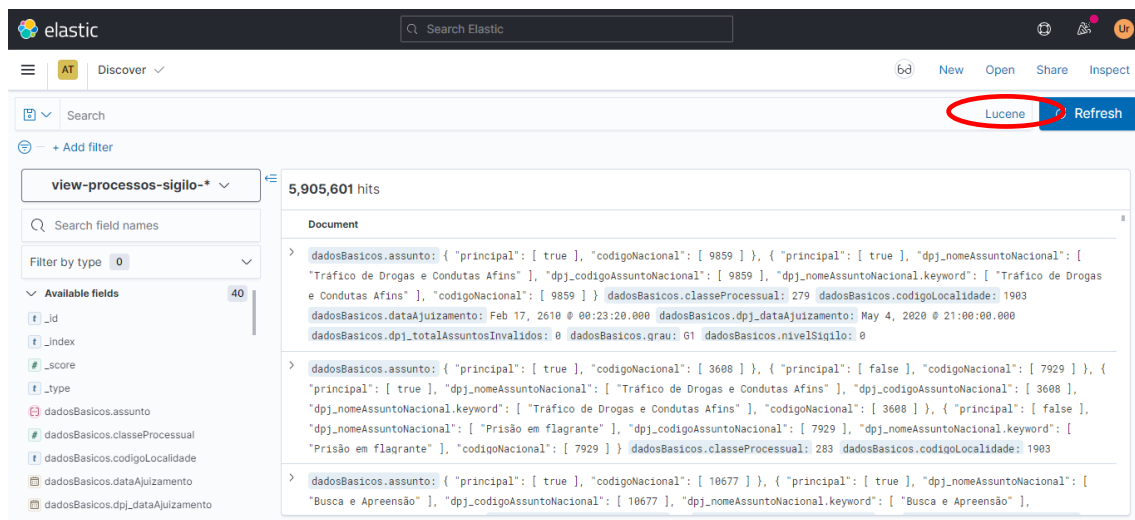 elastic
Search Elastic
Ur
AT
Discover
New Open Share Inspect
Search
Lucene
Refresh
+ Add filter
view-processos-sigilo-*
Search field names
Filter by type 0
Available fields 40
t _id
t _index
# _score
t _type
dadosBasicos.assunto
# dadosBasicos.classeProcessual
t dadosBasicos.codigoLocalidade
dadosBasicos.dataAjuizamento
dadosBasicos.dpj_dataAjuizamento
5,905,601 hits
Document
dadosBasicos.assunto: { "principal": [ true ], "codigoNacional": [ 9859 ] }, { "principal": [ true ], "dpj_nomeAssuntoNacional": [
"Tráfico de Drogas e Condutas Afins" ], "dpj_codigoAssuntoNacional": [ 9859 ], "dpj_nomeAssuntoNacional.keyword": [ "Tráfico de Drogas
e Condutas Afins" ], "codigoNacional": [ 9859 ] } dadosBasicos.classeProcessual: 279 dadosBasicos.codigoLocalidade: 1903
dadosBasicos.dataAjuizamento: Feb 17, 2610 @ 00:23:20.000 dadosBasicos.dpj_dataAjuizamento: May 4, 2020 @ 21:00:00.000
dadosBasicos.dpj_totalAssuntosInvalidos: 0 dadosBasicos.grau: G1 dadosBasicos.nivelSigilo: 0
dadosBasicos.assunto: { "principal": [ true ], "codigoNacional": [ 3608 ] }, { "principal": [ false ], "codigoNacional": [ 7929 ] }, {
"principal": [ true ], "dpj_nomeAssuntoNacional": [ "Tráfico de Drogas e Condutas Afins" ], "dpj_codigoAssuntoNacional": [ 3608 ],
"dpj_nomeAssuntoNacional.keyword": [ "Tráfico de Drogas e Condutas Afins" ], "codigoNacional": [ 3608 ] }, { "principal": [ false ],
"dpj_nomeAssuntoNacional": [ "Prisão em flagrante" ], "dpj_codigoAssuntoNacional": [ 7929 ], "dpj_nomeAssuntoNacional.keyword": [
"Prisão em flagrante" ], "codigoNacional": [ 7929 ] } dadosBasicos.classeProcessual: 283 dadosBasicos.codigoLocalidade: 1903
dadosBasicos.assunto: { "principal": [ true ], "codigoNacional": [ 10677 ] }, { "principal": [ true ], "dpj_nomeAssuntoNacional": [
"Busca e Apreensão" ], "dpj_codigoAssuntoNacional": [ 10677 ], "dpj_nomeAssuntoNacional.keyword": [ "Busca e Apreensão" ],